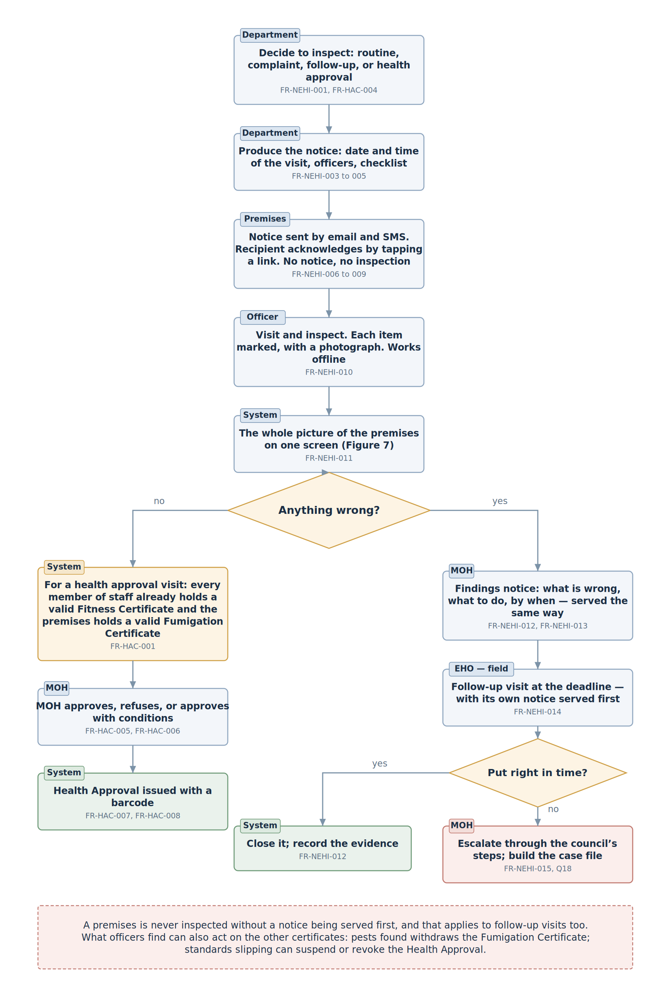 Department
Decide to inspect: routine,
complaint, follow-up, or health
approval
FR-NEHI-001, FR-HAC-004
Department
Produce the notice: date and time
of the visit, officers, checklist
FR-NEHI-003 to 005
Premises
Notice sent by email and SMS.
Recipient acknowledges by tapping
a link. No notice, no inspection
FR-NEHI-006 to 009
Officer
Visit and inspect. Each item
marked, with a photograph. Works
offline
FR-NEHI-010
System
The whole picture of the premises
on one screen (Figure 7)
FR-NEHI-011
Anything wrong?
no
yes
System
For a health approval visit: every
member of staff already holds a
valid Fitness Certificate and the
premises holds a valid Fumigation
Certificate
FR-HAC-001
MOH
MOH approves, refuses, or approves
with conditions
FR-HAC-005, FR-HAC-006
System
Health Approval issued with a
barcode
FR-HAC-007, FR-HAC-008
MOH
Findings notice: what is wrong,
what to do, by when — served the
same way
FR-NEHI-012, FR-NEHI-013
EHO — field
Follow-up visit at the deadline —
with its own notice served first
FR-NEHI-014
Put right in time?
yes
no
System
Close it; record the evidence
FR-NEHI-012
MOH
Escalate through the council’s
steps; build the case file
FR-NEHI-015, Q18
A premises is never inspected without a notice being served first, and that applies to follow-up visits too.
What officers find can also act on the other certificates: pests found withdraws the Fumigation Certificate;
standards slipping can suspend or revoke the Health Approval.